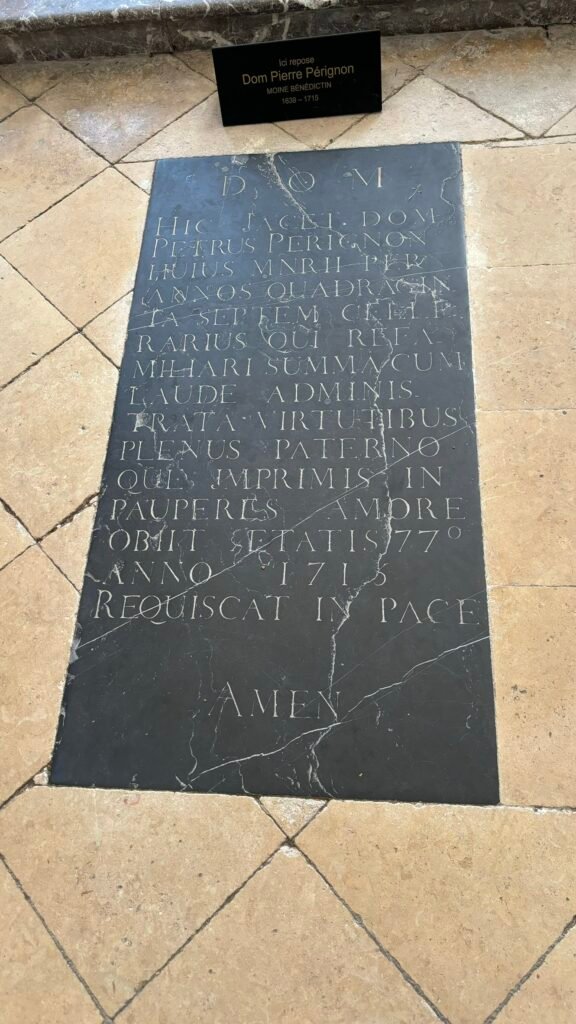 Ici repose
Dom Pierre Pérignon
MOINE BÉNÉDICTIN
1638 - 1715
D O M
HIC JACET DOM
PETRUS PERIGNON
HUIUS MNRII PER
ANNOS QUADRAGIN
TA SEPTEM CELLE
RARIUS QUI REFA
MILIARI SUMMA CUM
LAUDE ADMINIS
TRATA VIRTUTIBUS
PLENUS PATERNO
QUE IMPRIMIS IN
PAUPERES AMORE
OBIIT ÆTATIS 77º
ANNO 1715
REQUISCAT IN PACE
AMEN